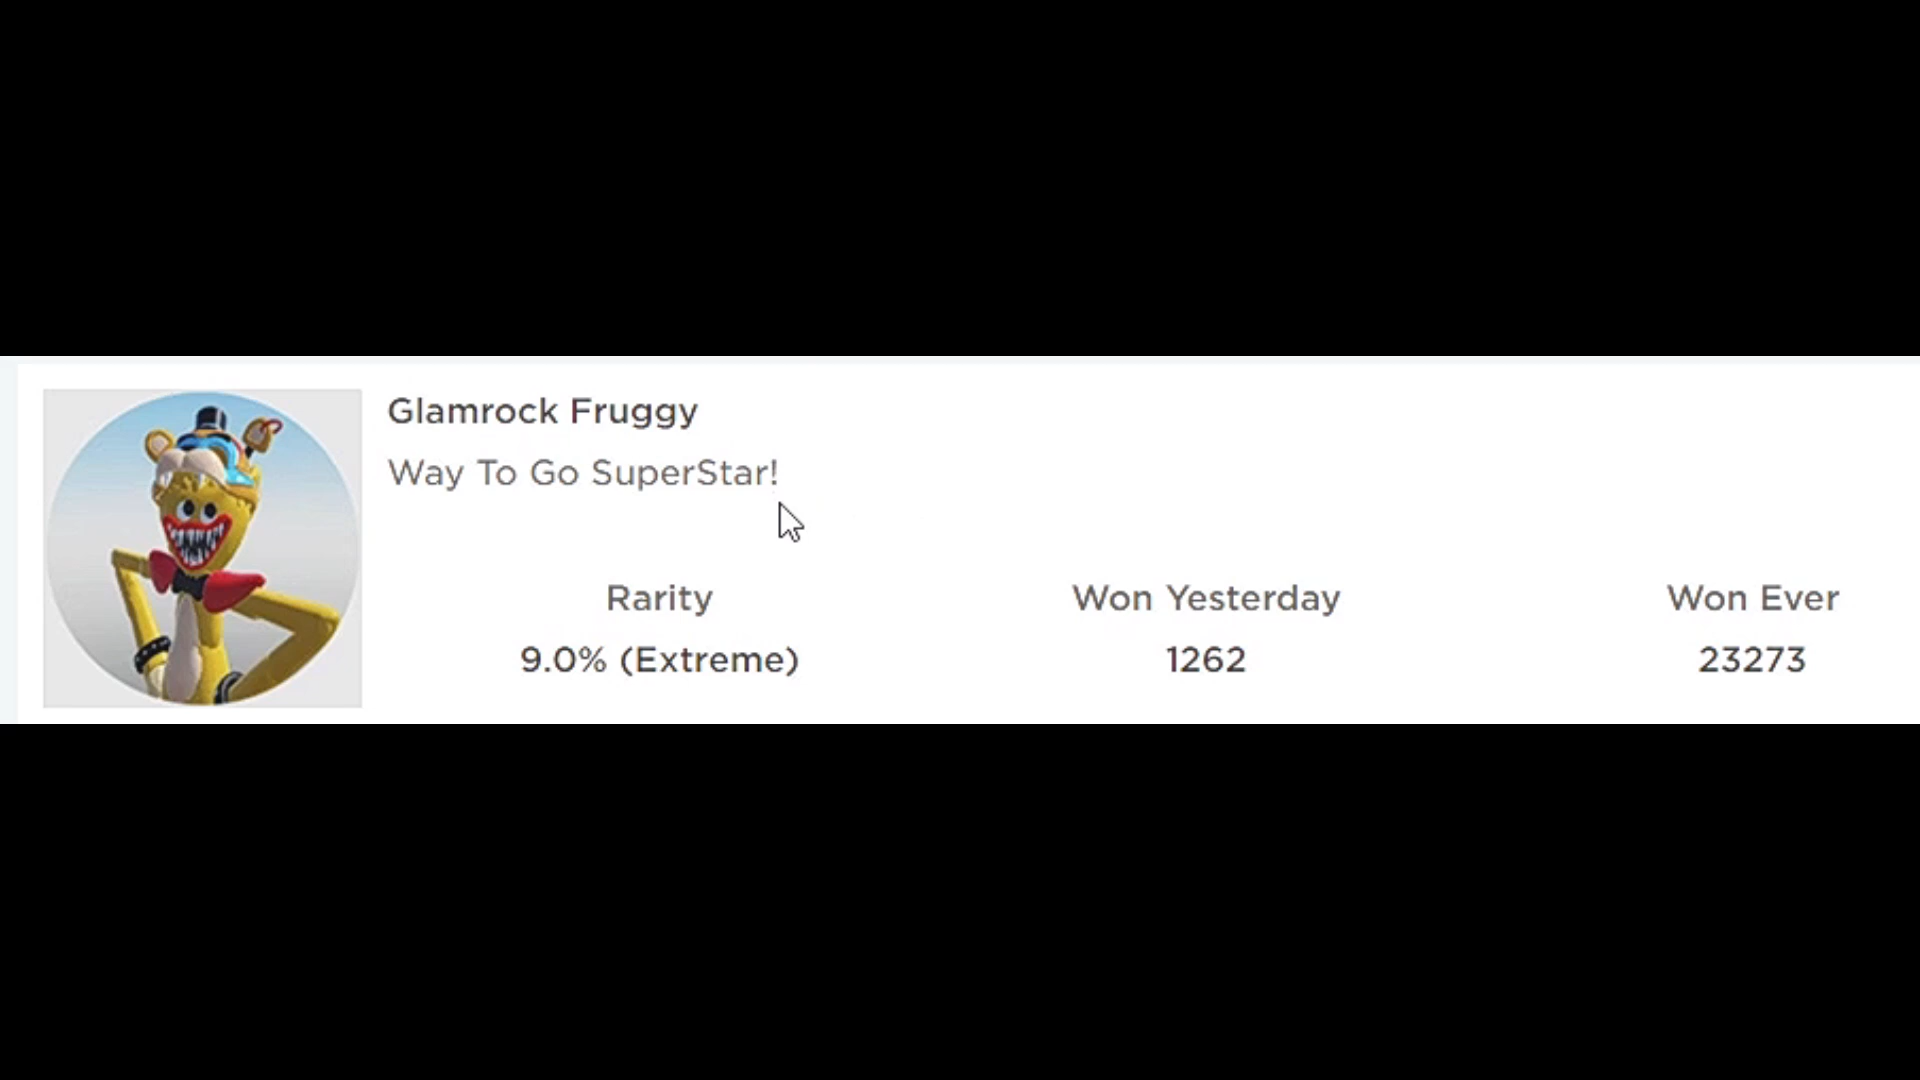 Glamrock Fruggy
Way To Go SuperStar!
Rarity
Won Yesterday
Won Ever
9.0% (Extreme)
1262
23273